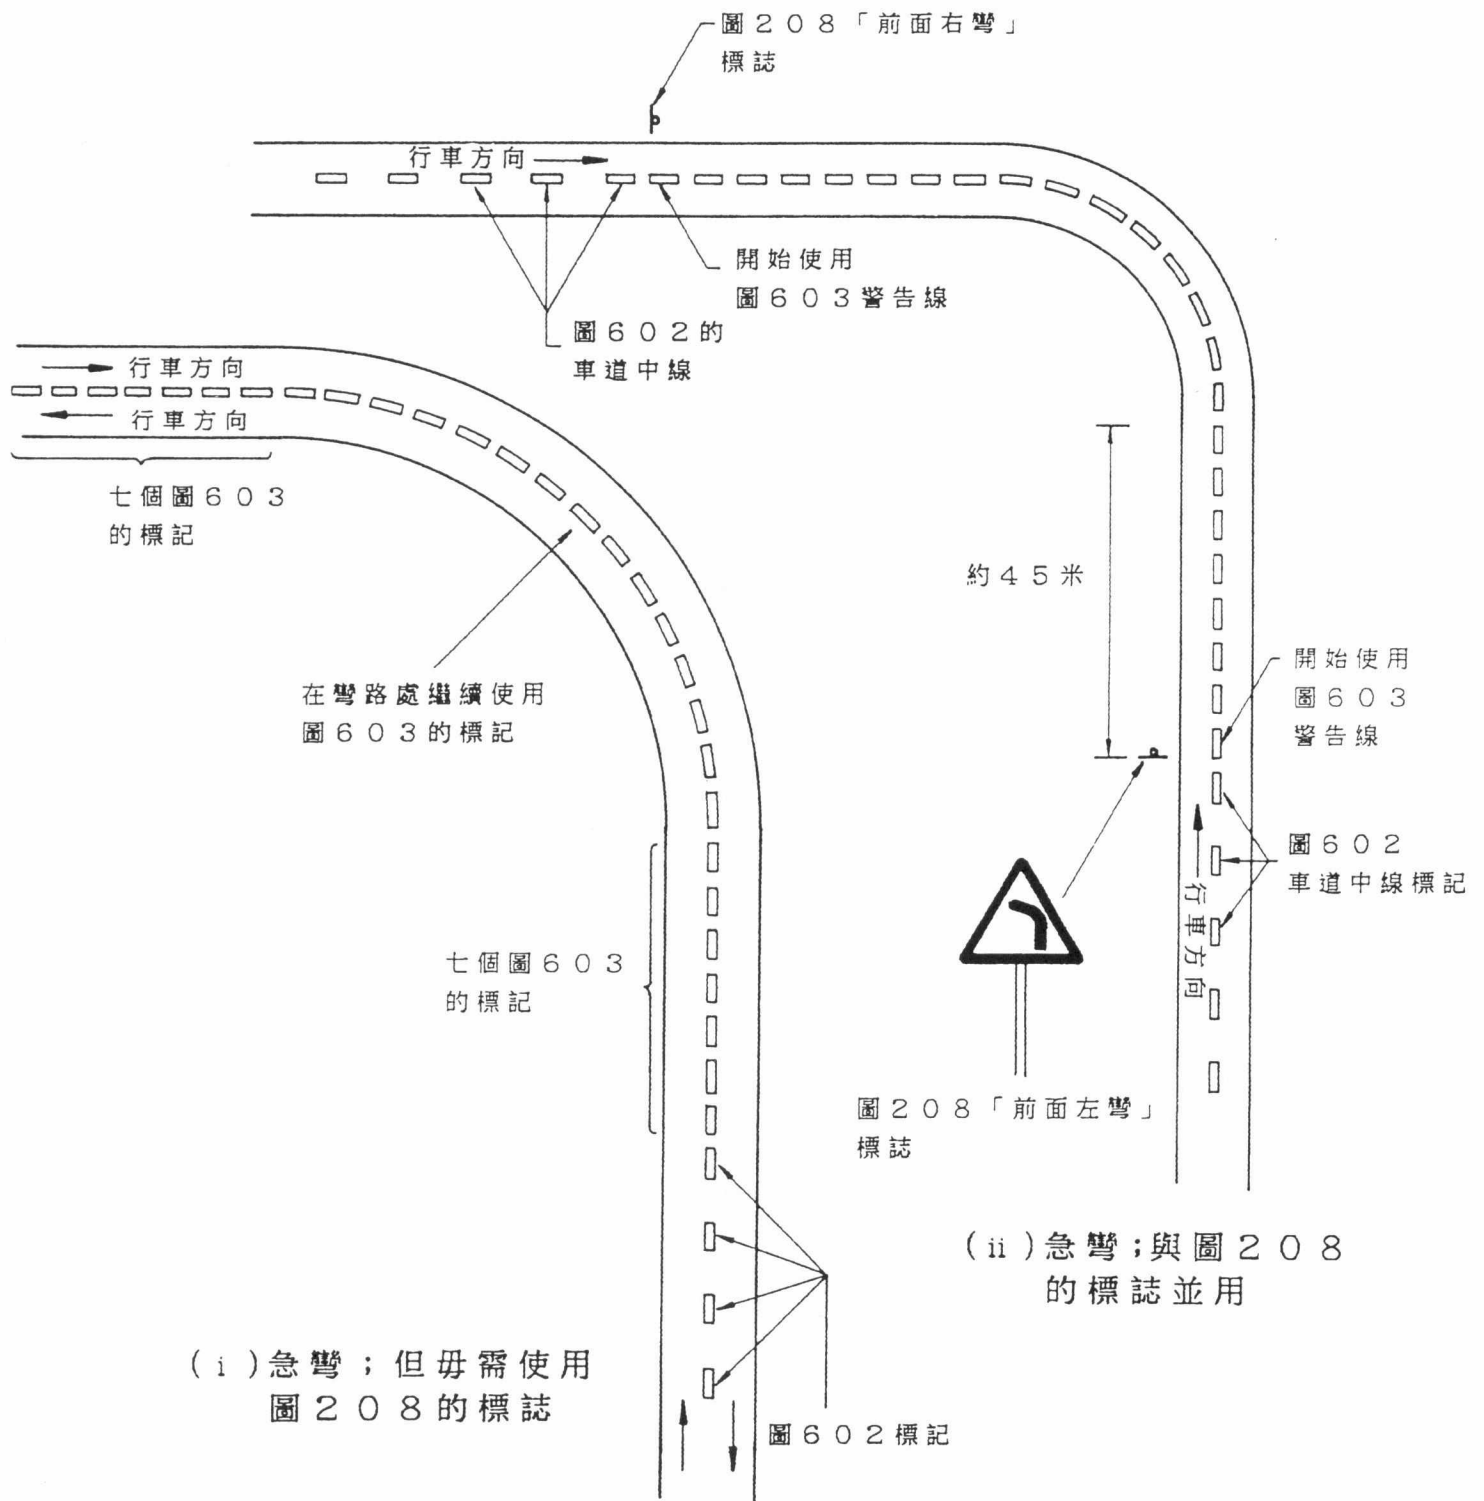 圖２０８「前面右彎」
標誌
行車方向
開始使用
圖６０３警告線
圖６０２的
車道中線
行車方向
行車方向
七個圖６０３
的標記
約４５米
在彎路處繼續使用
圖６０３的標記
開始使用
圖６０３
警告線
圖６０２
車道中線標記
行車方向
七個圖６０３
的標記
圖２０８「前面左彎」
標誌
(ii)急彎；與圖２０８
的標誌並用
(i)急彎；但毋需使用
圖２０８的標誌
圖６０２標記